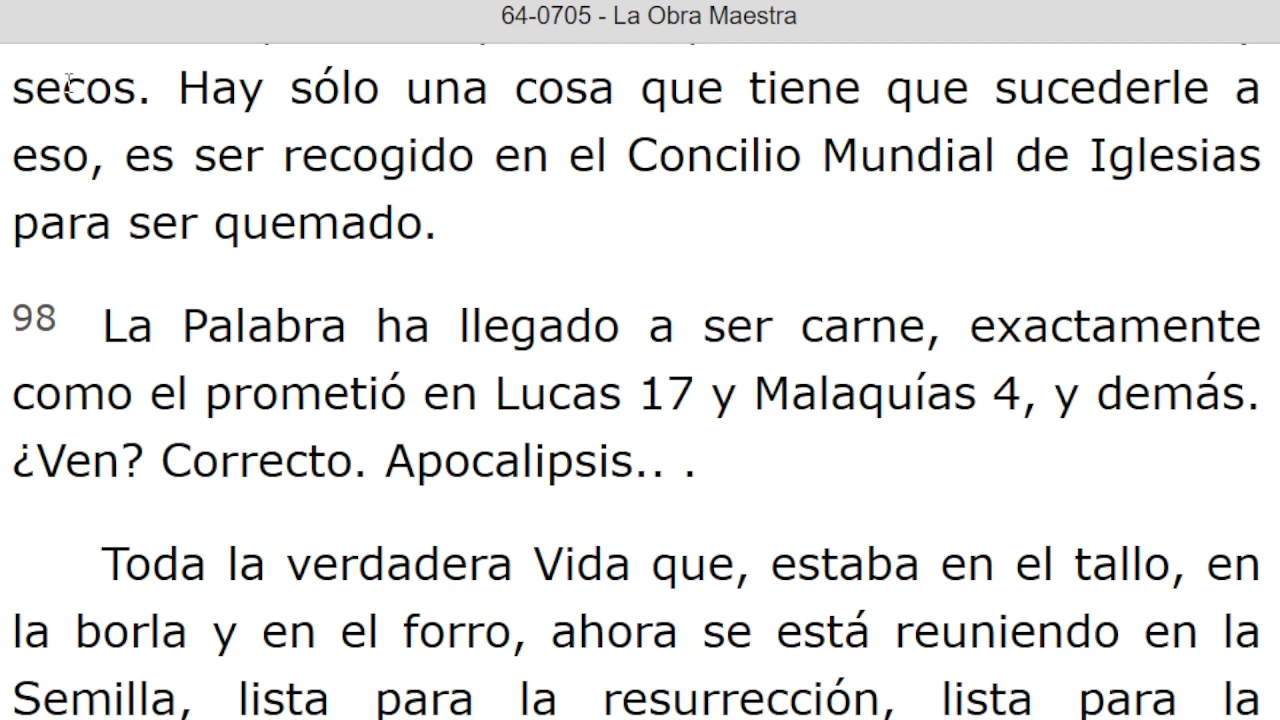 64-0705 - La Obra Maestra
secos. Hay sólo una cosa que tiene que sucederle a
eso, es ser recogido en el Concilio Mundial de Iglesias
para ser quemado.
98 La Palabra ha llegado a ser carne, exactamente
como el prometió en Lucas 17 y Malaquías 4, y demás.
¿Ven? Correcto. Apocalipsis.. .
Toda la verdadera Vida que, estaba en el tallo, en
la borla y en el forro, ahora se está reuniendo en la
Semilla, lista para la resurrección, lista para la